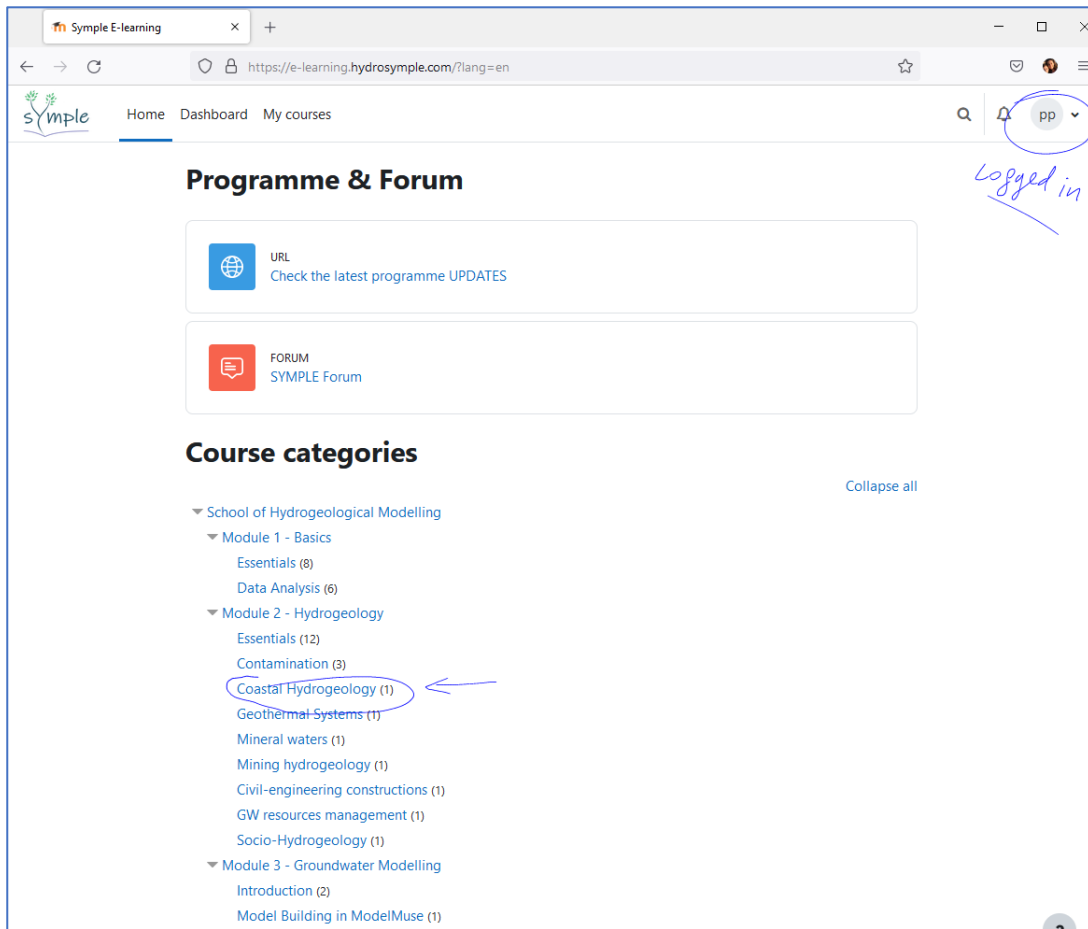 Symple E-learning
https://e-learning.hydrosymple.com/?lang=en
symple
Home Dashboard My courses
pp
Logged in
Programme & Forum
URL
Check the latest programme UPDATES
FORUM
SYMPLE Forum
Course categories
Collapse all
School of Hydrogeological Modelling
Module 1 - Basics
Essentials (8)
Data Analysis (6)
Module 2 - Hydrogeology
Essentials (12)
Contamination (3)
Coastal Hydrogeology (1)
Geothermal Systems (1)
Mineral waters (1)
Mining hydrogeology (1)
Civil-engineering constructions (1)
GW resources management (1)
Socio-Hydrogeology (1)
Module 3 - Groundwater Modelling
Introduction (2)
Model Building in ModelMuse (1)